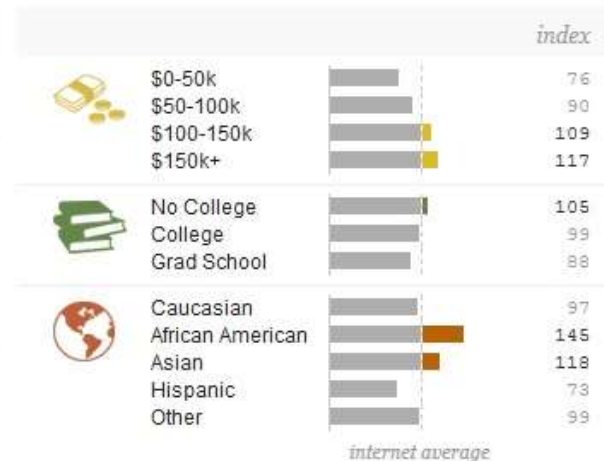 index
$0-50k 76
$50-100k 90
$100-150k 109
$150k+ 117
No College 105
College 99
Grad School 88
Caucasian 97
African American 145
Asian 118
Hispanic 73
Other 99
internet average